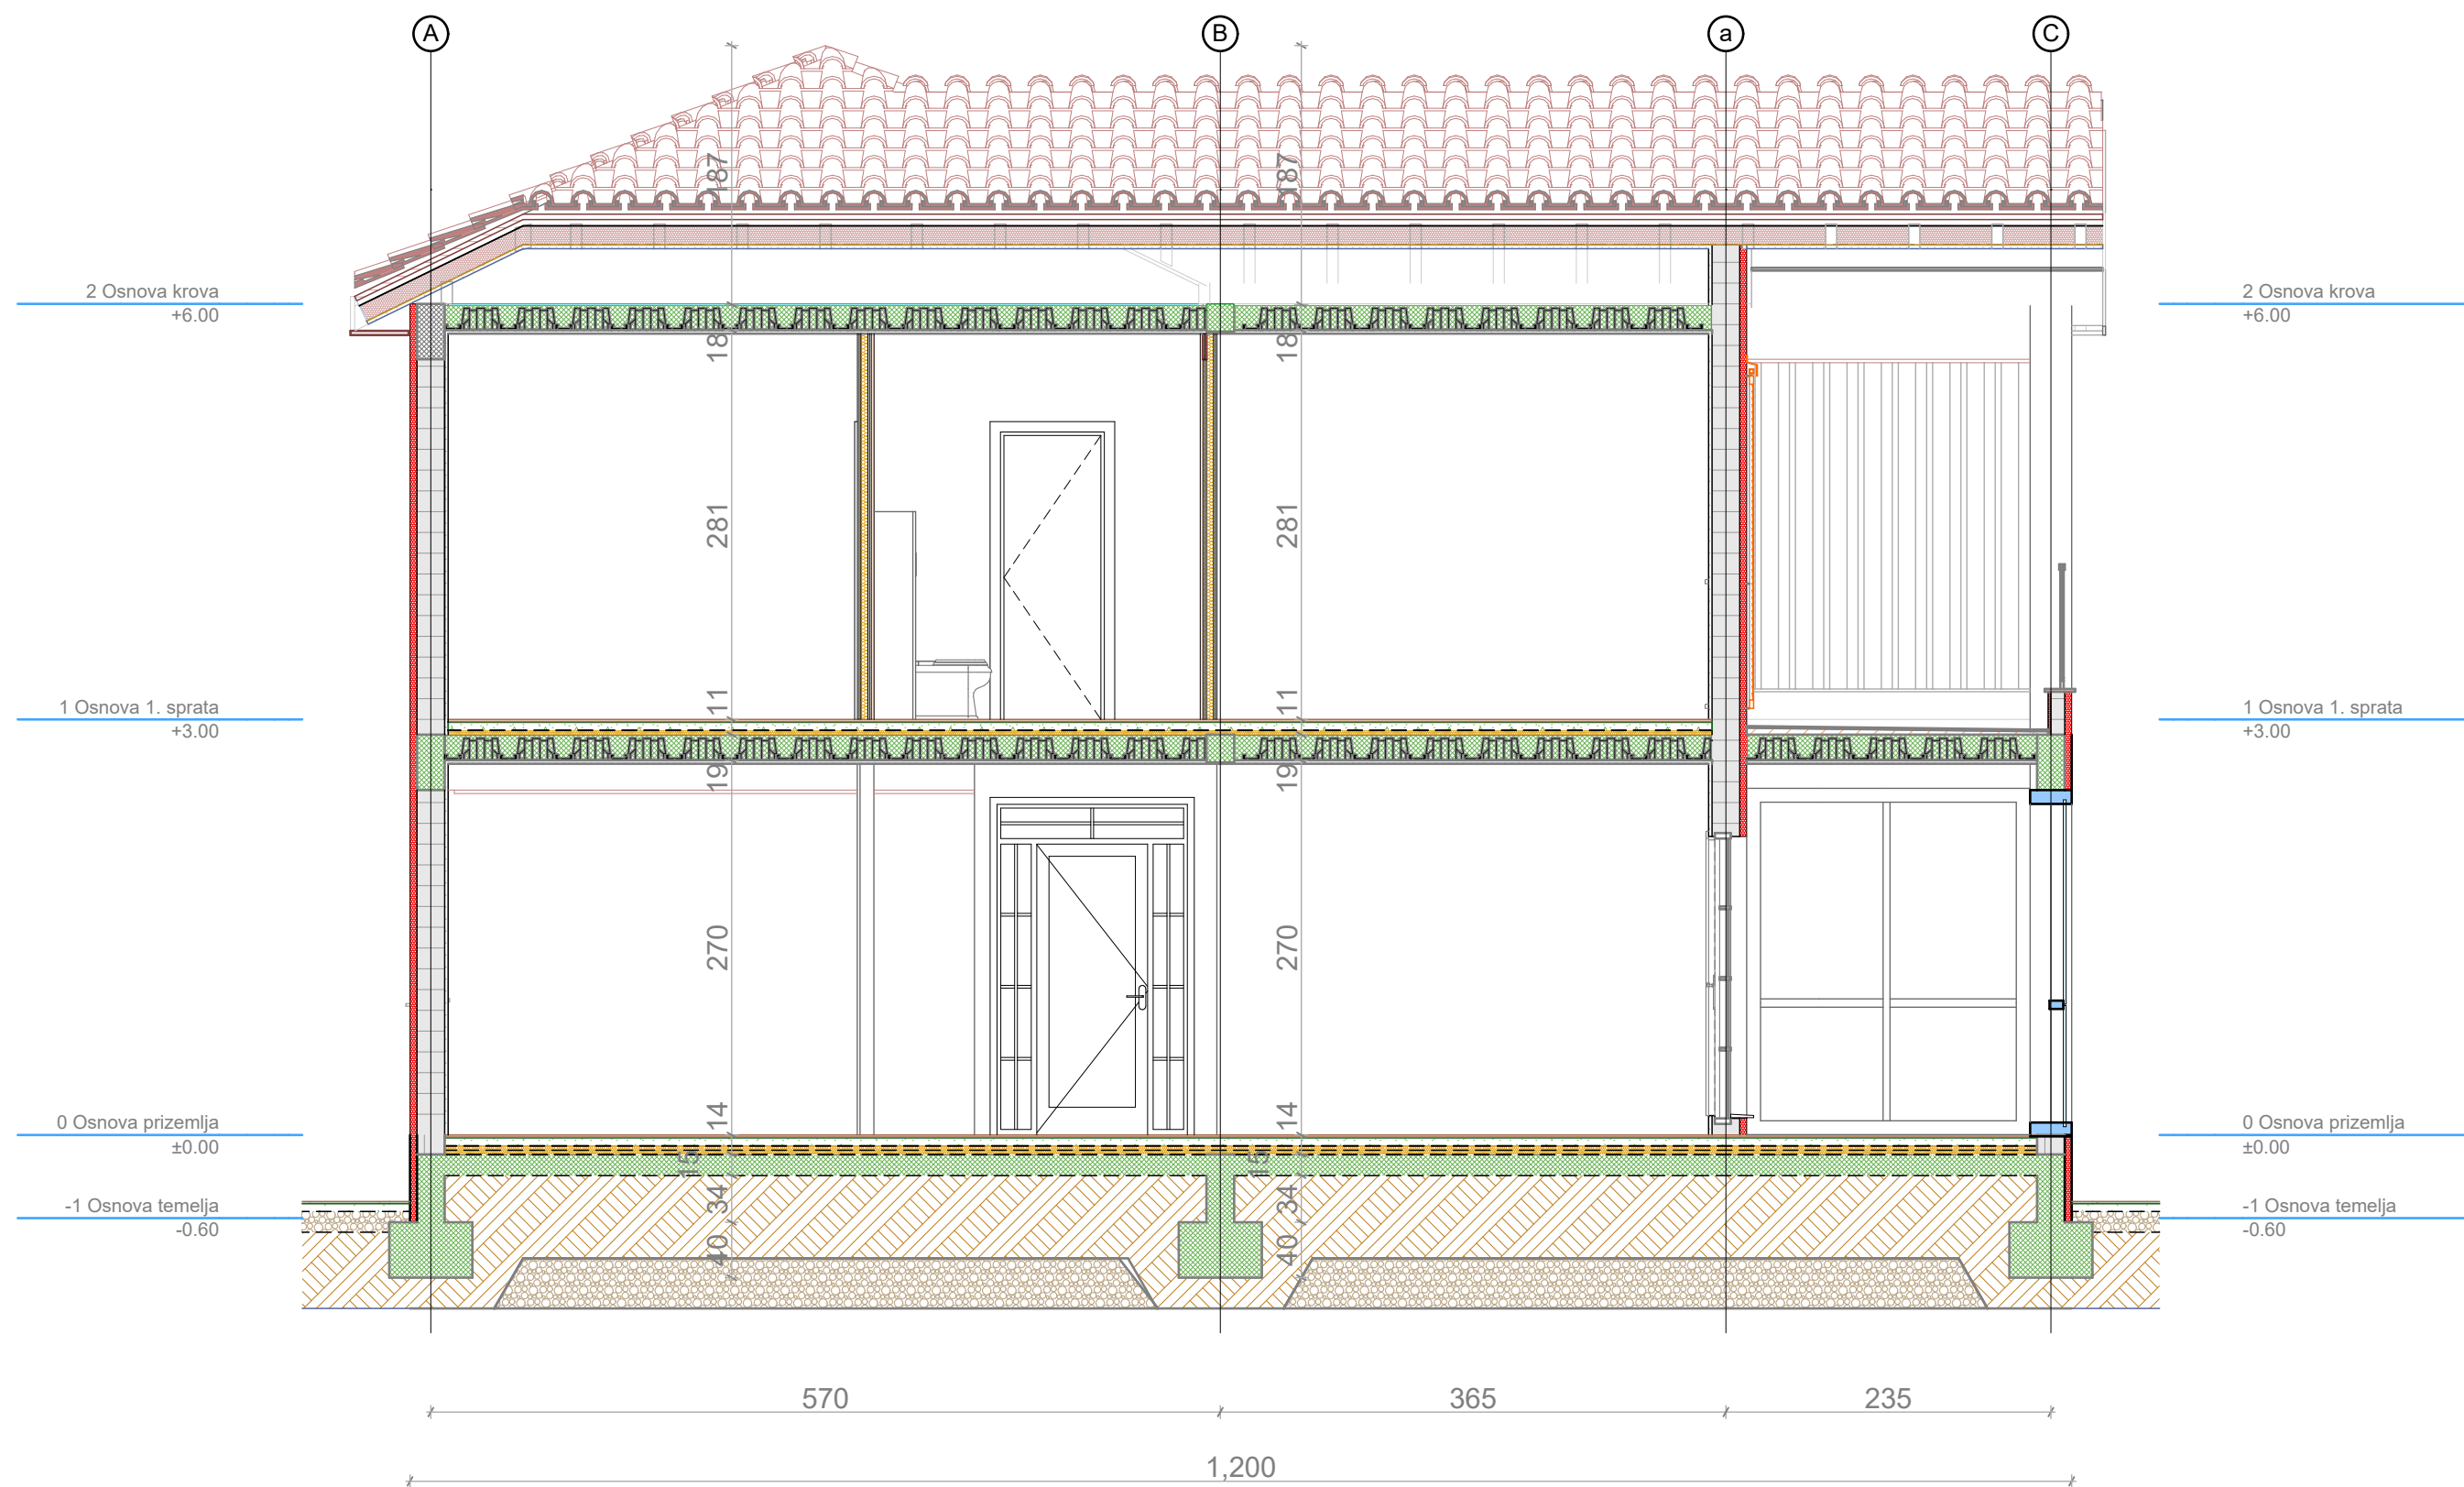 A B a C
187 187
2 Osnova krova 2 Osnova krova
+6.00 +6.00
18 18
281 281
11 11
1 Osnova 1. sprata 1 Osnova 1. sprata
+3.00 +3.00
19 19
270 270
14 14
0 Osnova prizemlja 0 Osnova prizemlja
±0.00 ±0.00
15 15
34 34
-1 Osnova temelja -1 Osnova temelja
-0.60 -0.60
40 40
570 365 235
1,200